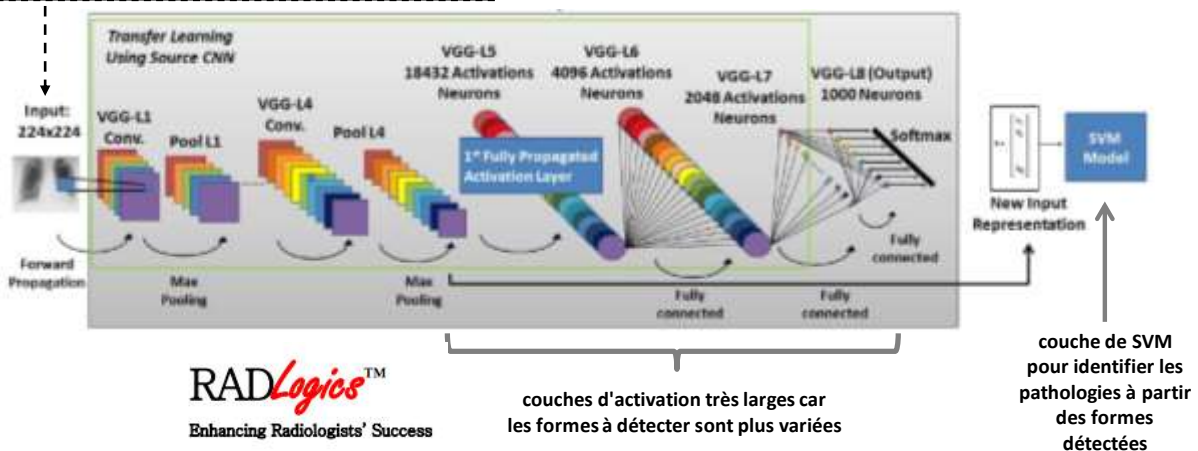 Transfer Learning
Using Source CNN
Input:
224x224
VGG-L1
Conv.
Pool L1
VGG-L4
Conv.
Pool L4
VGG-L5
18432 Activations
Neurons
1st Fully Propagated
Activation Layer
VGG-L6
4096 Activations
Neurons
VGG-L7
2048 Activations
Neurons
VGG-L8 (Output)
1000 Neurons
Softmax
SVM
Model
New Input
Representation
Forward
Propagation
Max
Pooling
Max
Pooling
Fully
connected
Fully
connected
Fully
connected
RADLogics™
Enhancing Radiologists' Success
couches d'activation très larges car
les formes à détecter sont plus variées
couche de SVM
pour identifier les
pathologies à partir
des formes
détectées